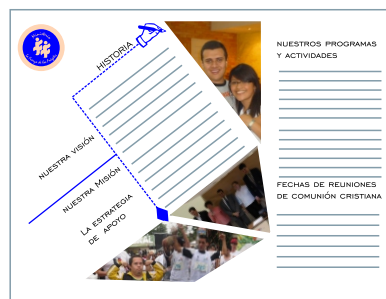 HISTORIA
NUESTRA VISIÓN
NUESTRA MISIÓN
LA ESTRATEGIA
DE APOYO
NUESTROS PROGRAMAS
Y ACTIVIDADES
FECHAS DE REUNIONES
DE COMUNIÓN CRISTIANA